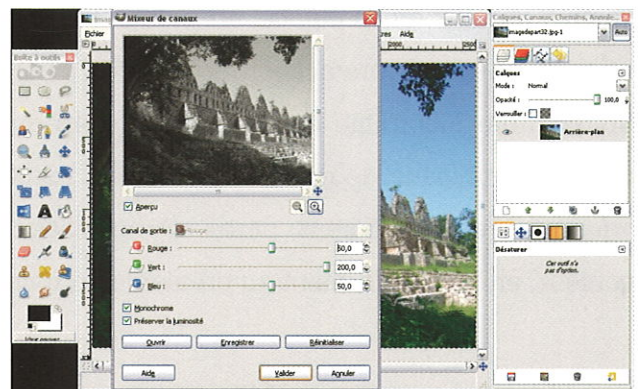 Mixeur de canaux
Calques, Canaux, Chemins, Annule...
Fichier
Aide
imagedepart32.jpg-1
Auto
2000
2500
Boîte à outils
Calques
Mode : Normal
Opacité : 100,0
Verrouiller :
Arrière-plan
Aperçu
Canal de sortie : Rouge
Rouge : 50,0
Vert : 200,0
Bleu : 50,0
Monochrome
Préserver la luminosité
Désaturer
Cet outil n'a
pas d'option.
Ouvrir Enregistrer Réinitialiser
Aide Valider Annuler